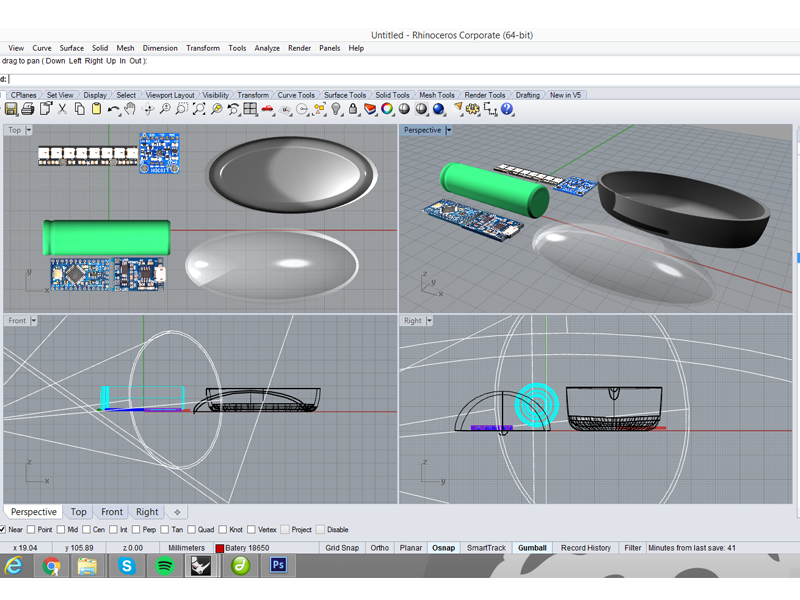 Untitled - Rhinoceros Corporate (64-bit)
View Curve Surface Solid Mesh Dimension Transform Tools Analyze Render Panels Help
drag to pan ( Down Left Right Up In Out ):
d:
CPlanes Set View Display Select Viewport Layout Visibility Transform Curve Tools Surface Tools Solid Tools Mesh Tools Render Tools Drafting New in V5
Top
Perspective
y
x
z
y
x
Front
Right
z
x
z
y
Perspective Top Front Right
Near Point Mid Cen Int Perp Tan Quad Knot Vertex Project Disable
x 19.04 y 105.89 z 0.00 Millimeters Batery 18650 Grid Snap Ortho Planar Osnap SmartTrack Gumball Record History Filter Minutes from last save: 41
Ps